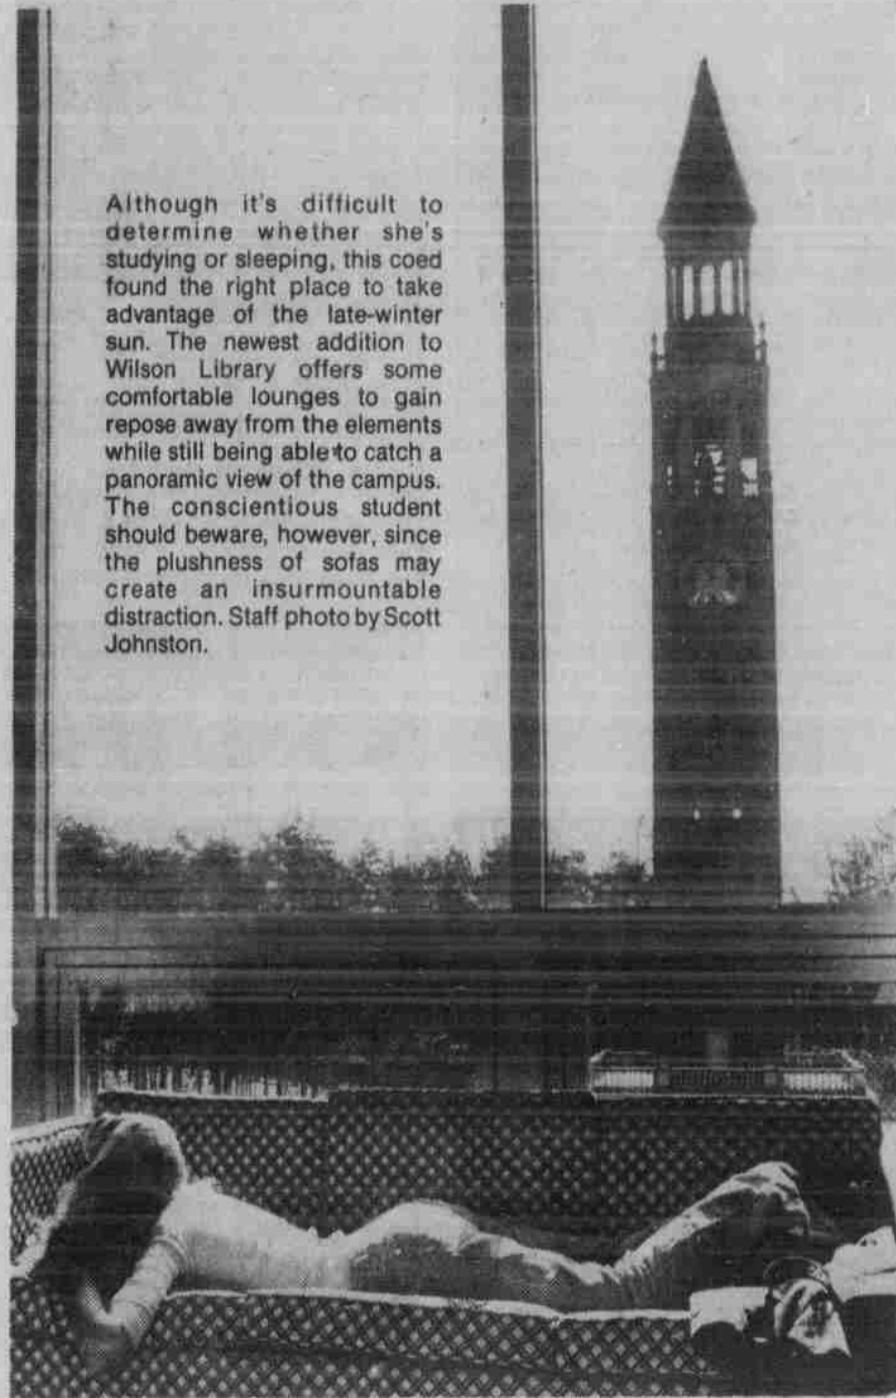 Although it's difficult to
determine whether she's
studying or sleeping, this coed
found the right place to take
advantage of the late-winter
sun. The newest addition to
Wilson Library offers some
comfortable lounges to gain
repose away from the elements
while still being able to catch a
panoramic view of the campus.
The conscientious student
should beware, however, since
the plushness of sofas may
create an insurmountable
distraction. Staff photo by Scott
Johnston.